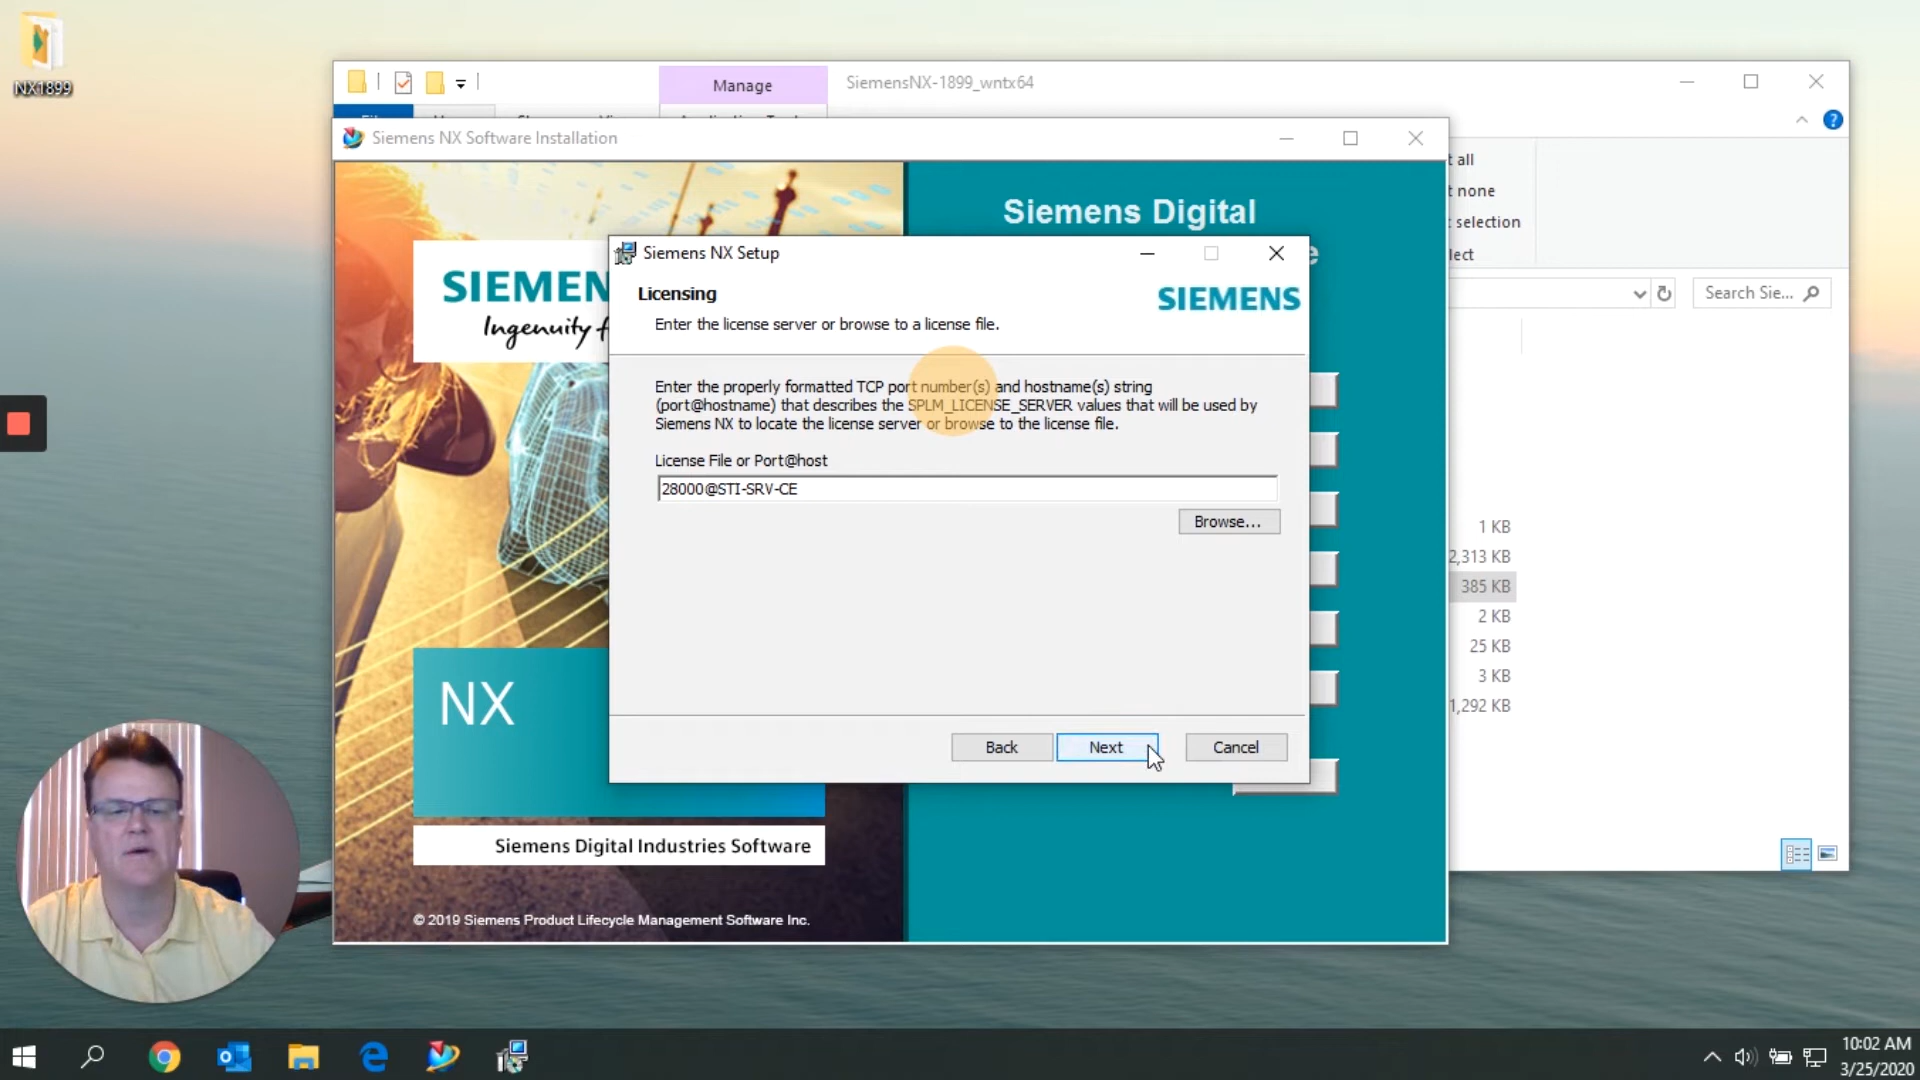 NX1899
Manage
SiemensNX-1899_wntx64
Siemens NX Software Installation
t all
t none
t selection
lect
Search Sie...
SIEMEN
Ingenuity f
Siemens Digital
e
Siemens NX Setup
Licensing
SIEMENS
Enter the license server or browse to a license file.
Enter the properly formatted TCP port number(s) and hostname(s) string
(port@hostname) that describes the SPLM_LICENSE_SERVER values that will be used by
Siemens NX to locate the license server or browse to the license file.
License File or Port@host
28000@STI-SRV-CE
Browse...
1 KB
2,313 KB
385 KB
2 KB
25 KB
3 KB
1,292 KB
NX
Back
Next
Cancel
Siemens Digital Industries Software
© 2019 Siemens Product Lifecycle Management Software Inc.
10:02 AM
3/25/2020